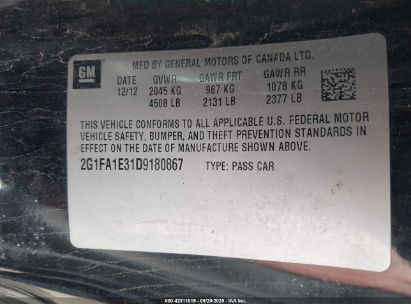 GM
MFD BY GENERAL MOTORS OF CANADA LTD.
12/12 GVWR GAWR FRT GAWR RR
2045 KG 967 KG 1078 KG
4508 LB 2131 LB 2377 LB
THIS VEHICLE CONFORMS TO ALL APPLICABLE U.S. FEDERAL MOTOR
VEHICLE SAFETY, BUMPER, AND THEFT PREVENTION STANDARDS IN
EFFECT ON THE DATE OF MANUFACTURE SHOWN ABOVE.
2G1FA1E31D9180867 TYPE: PASS CAR